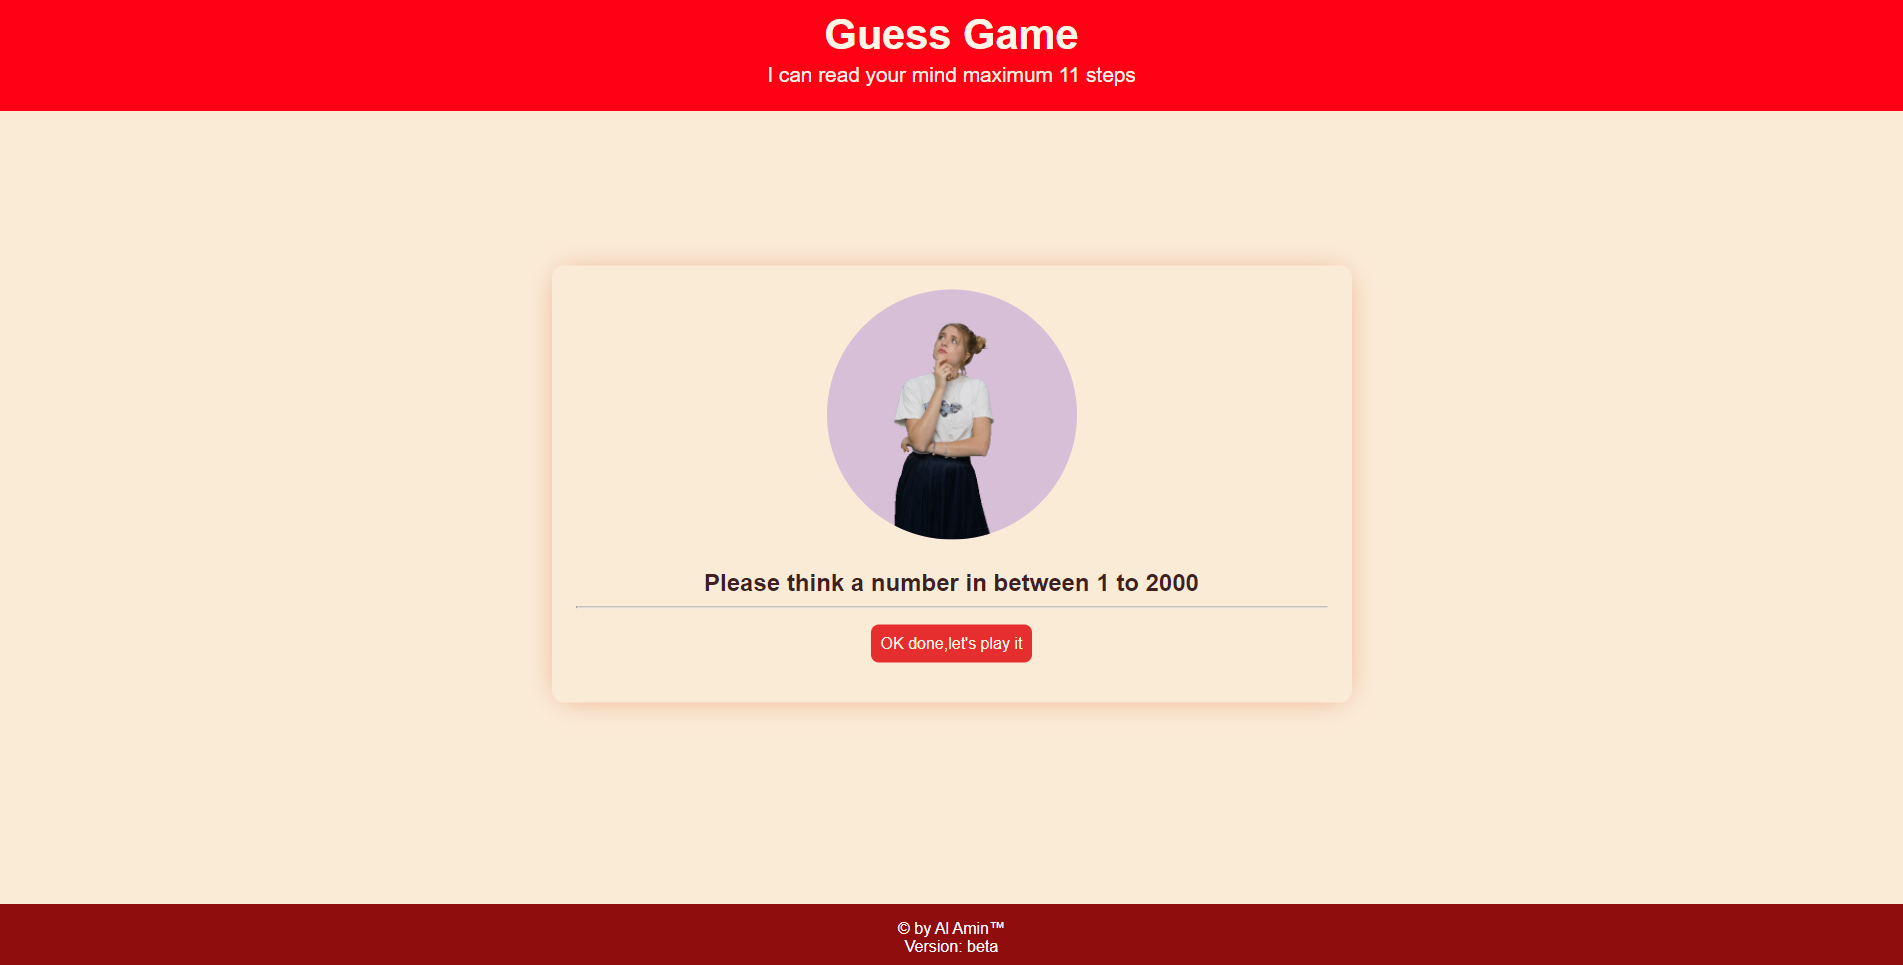 Guess Game
I can read your mind maximum 11 steps
Please think a number in between 1 to 2000
OK done,let's play it
© by Al Amin™
Version: beta